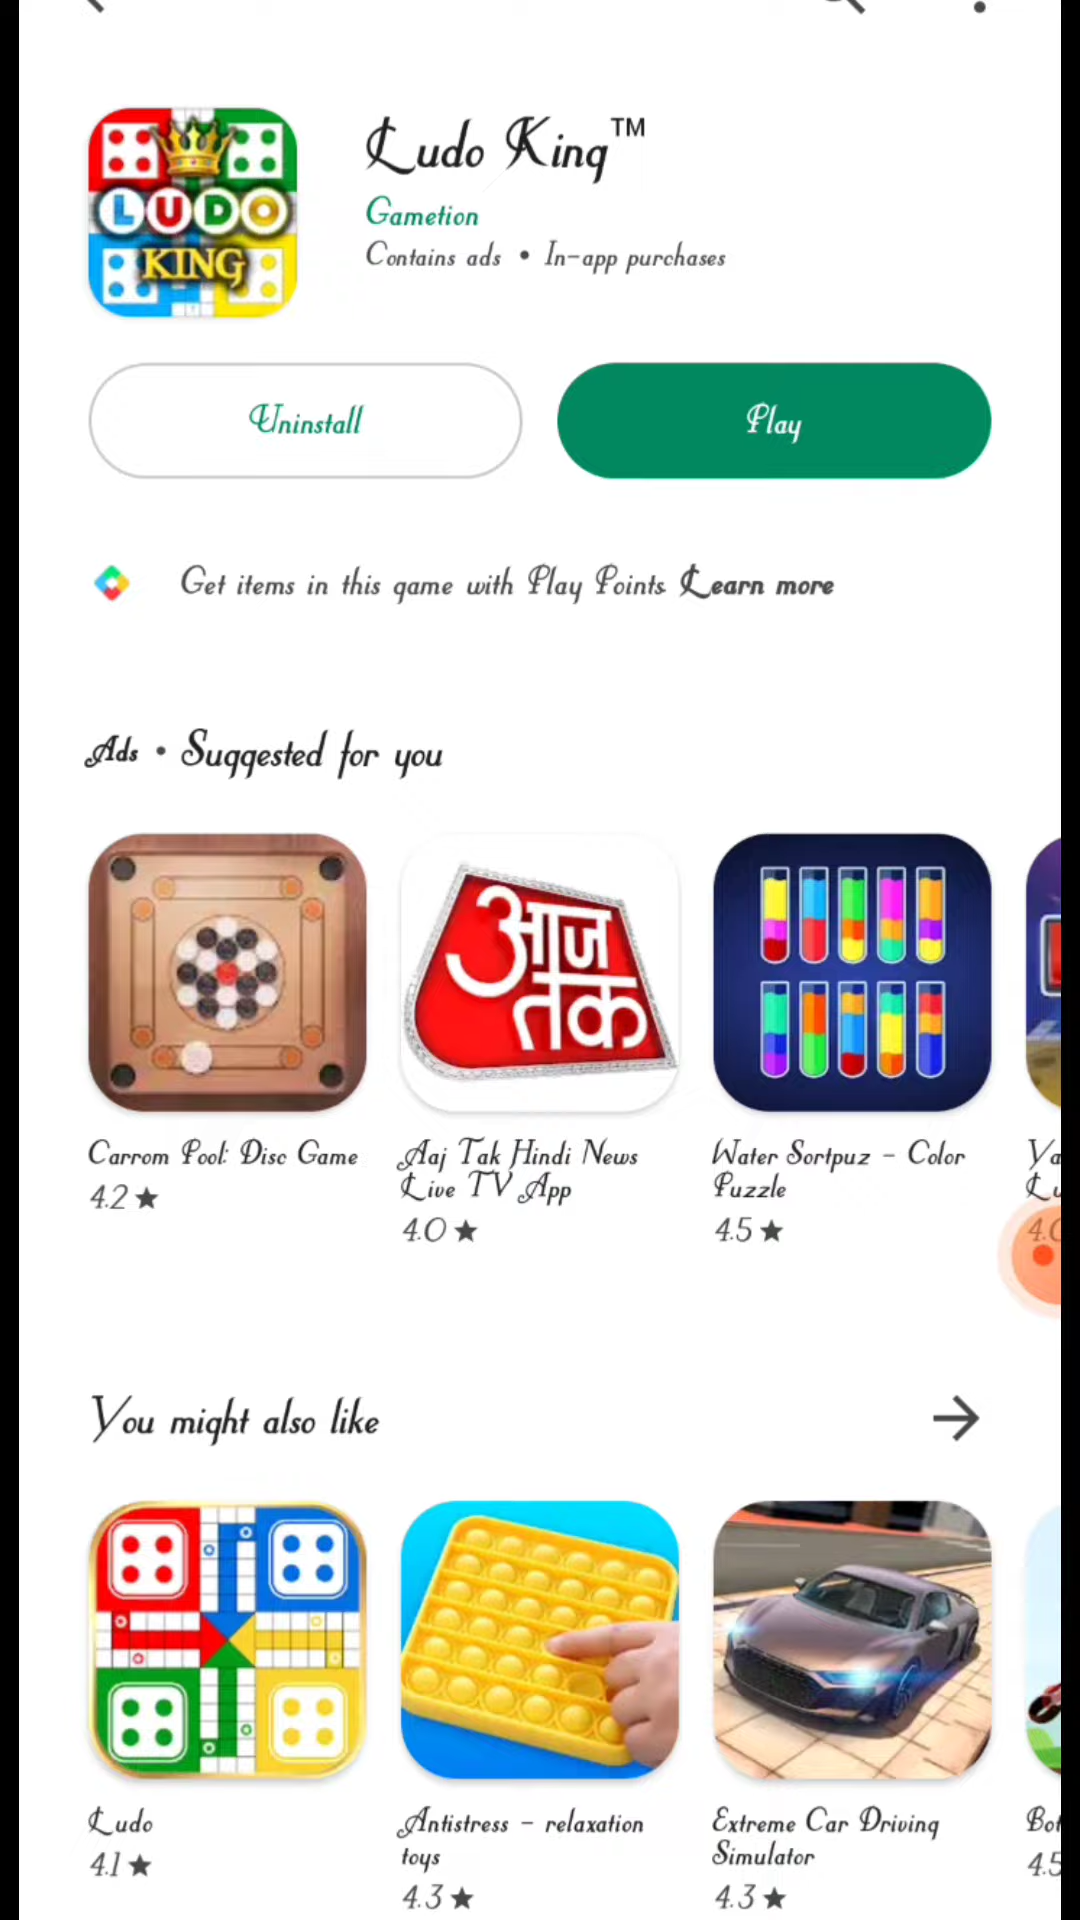 LUDO
KING
Ludo King™
Gametion
Contains ads • In-app purchases
Uninstall
Play
Get items in this game with Play Points. Learn more
Ads • Suggested for you
आज
तक
Carrom Pool: Disc Game
4.2 ★
Aaj Tak Hindi News
Live TV App
4.0 ★
Water Sortpuz - Color
Puzzle
4.5 ★
You might also like
Ludo
4.1 ★
Antistress - relaxation
toys
4.3 ★
Extreme Car Driving
Simulator
4.3 ★
4.5